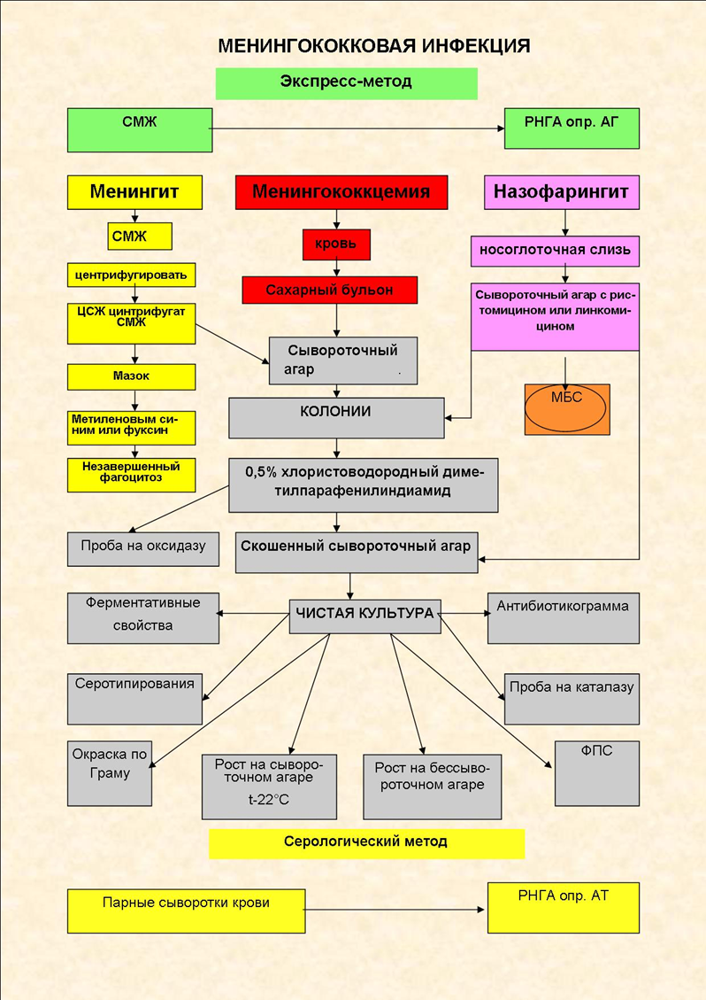 МЕНИНГОКОККОВАЯ ИНФЕКЦИЯ
Экспресс-метод
СМЖ
РНГА опр. АГ
Менингит
Менингококкцемия
Назофарингит
СМЖ
кровь
носоглоточная слизь
центрифугировать
Сахарный бульон
Сывороточный агар с рис-
томицином или линкоми-
цином
ЦСЖ цинтрифугат
СМЖ
Сывороточный
агар .
Мазок
МБС
КОЛОНИИ
Метиленовым си-
ним или фуксин
Незавершенный
фагоцитоз
0,5% хлористоводородный диме-
тилпарафенилиндиамид
Проба на оксидазу
Скошенный сывороточный агар
Ферментативные
свойства
ЧИСТАЯ КУЛЬТУРА
Антибиотикограмма
Серотипирования
Проба на каталазу
Окраска по
Граму
Рост на сыворо-
точном агаре
t-22°С
Рост на бессыво-
роточном агаре
ФПС
Серологический метод
Парные сыворотки крови
РНГА опр. АТ